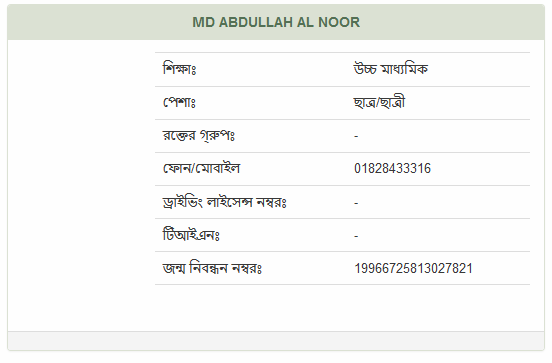 MD ABDULLAH AL NOOR
শিক্ষাঃ উচ্চ মাধ্যমিক
পেশাঃ ছাত্র/ছাত্রী
রক্তের গ্রুপঃ -
ফোন/মোবাইল 01828433316
ড্রাইভিং লাইসেন্স নম্বরঃ -
টিআইএনঃ -
জন্ম নিবন্ধন নম্বরঃ 19966725813027821